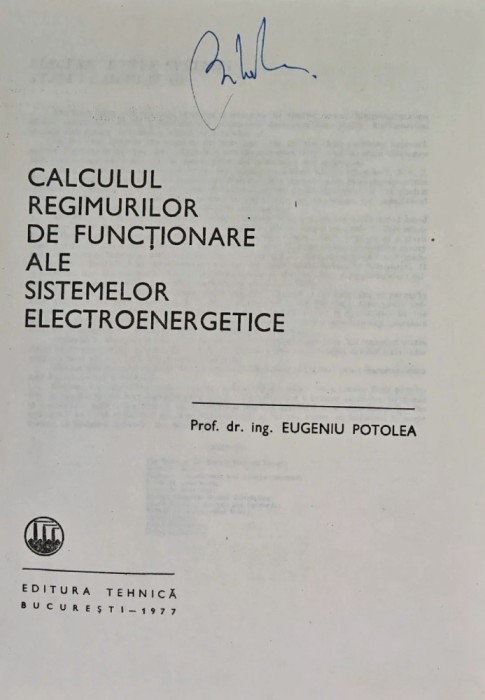 CALCULUL
REGIMURILOR
DE FUNCȚIONARE
ALE
SISTEMELOR
ELECTROENERGETICE
Prof. dr. ing. EUGENIU POTOLEA
EDITURA TEHNICĂ
BUCUREȘTI—1977